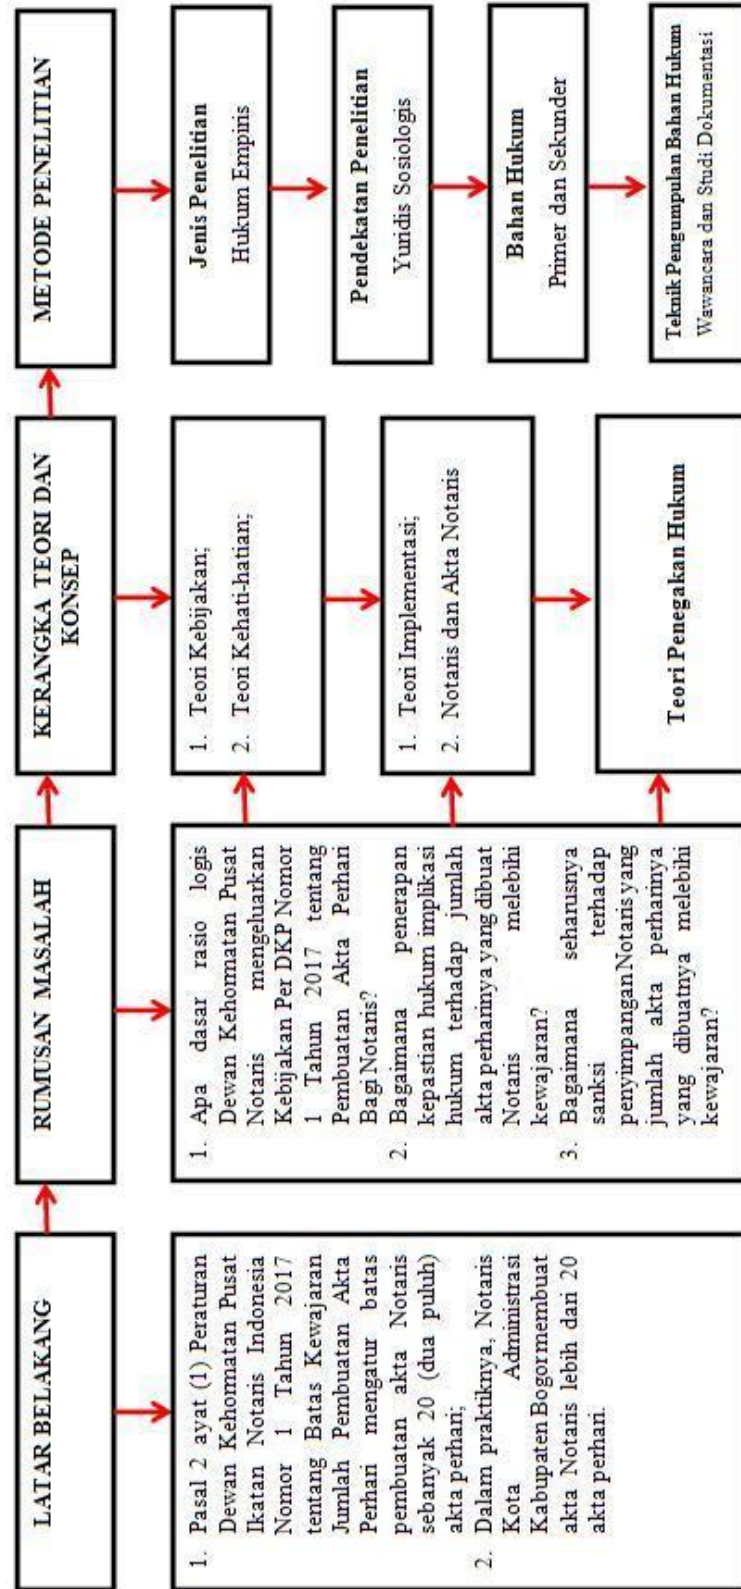 LATAR BELAKANG
1. Pasal 2 ayat (1) Peraturan
Dewan Kehormatan Pusat
Ikatan Notaris Indonesia
Nomor 1 Tahun 2017
tentang Batas Kewajaran
Jumlah Pembuatan Akta
Perhari mengatur batas
pembuatan akta Notaris
sebanyak 20 (dua puluh)
akta perhari;
2. Dalam praktiknya, Notaris
Kota Administrasi
Kabupaten Bogor membuat
akta Notaris lebih dari 20
akta perhari.
RUMUSAN MASALAH
1. Apa dasar rasio logis
Dewan Kehormatan Pusat
Notaris mengeluarkan
Kebijakan Per DKP Nomor
1 Tahun 2017 tentang
Pembuatan Akta Perhari
Bagi Notaris?
2. Bagaimana penerapan
kepastian hukum implikasi
hukum terhadap jumlah
akta perharinya yang dibuat
Notaris melebihi
kewajaran?
3. Bagaimana seharusnya
sanksi terhadap
penyimpangan Notaris yang
jumlah akta perharinya
yang dibuatnya melebihi
kewajaran?
KERANGKA TEORI DAN
KONSEP
1. Teori Kebijakan;
2. Teori Kehati-hatian;
1. Teori Implementasi;
2. Notaris dan Akta Notaris
Teori Penegakan Hukum
METODE PENELITIAN
Jenis Penelitian
Hukum Empiris
Pendekatan Penelitian
Yuridis Sosiologis
Bahan Hukum
Primer dan Sekunder
Teknik Pengumpulan Bahan Hukum
Wawancara dan Studi Dokumentasi